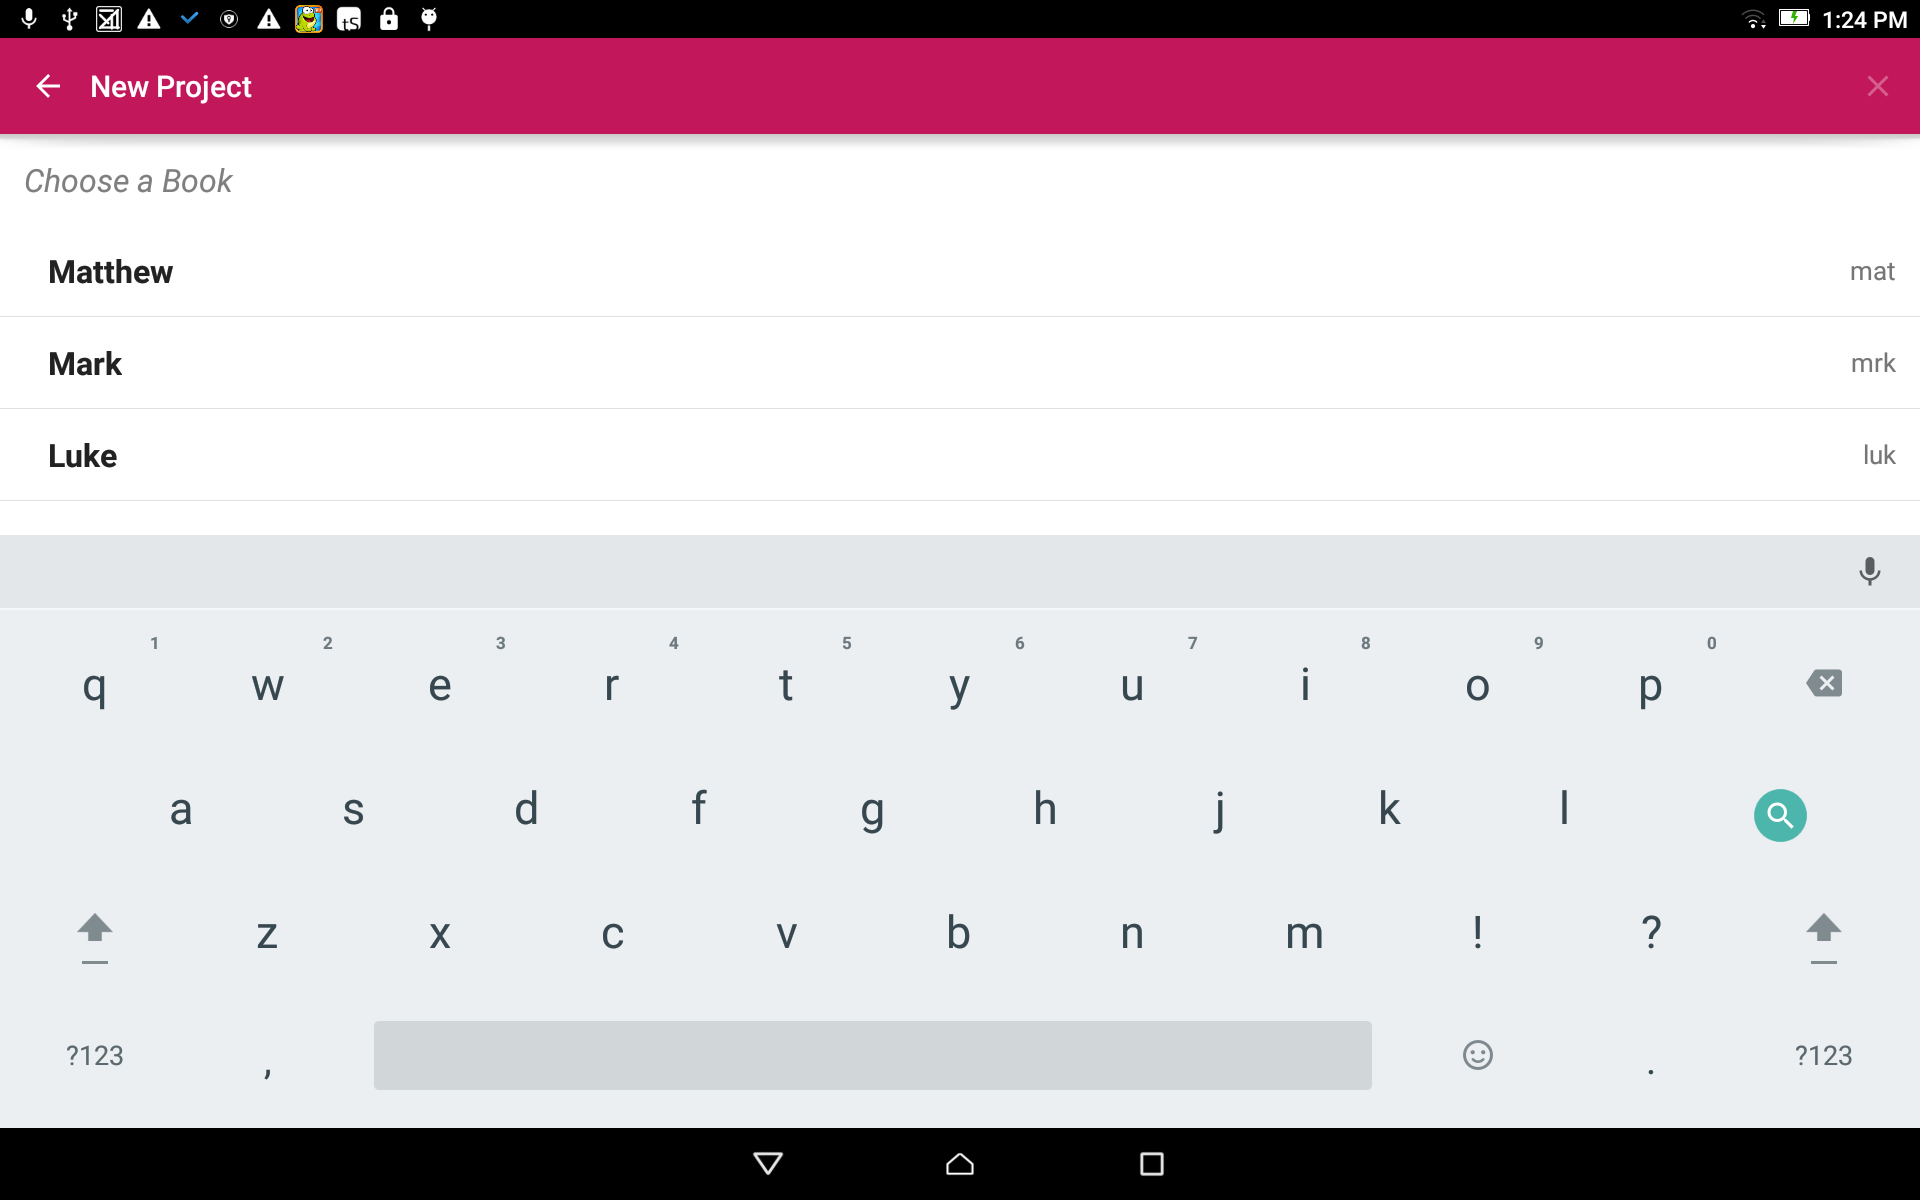 tS 1:24 PM
New Project
Choose a Book
Matthew mat
Mark mrk
Luke luk
1 2 3 4 5 6 7 8 9 0
q w e r t y u i o p
a s d f g h j k l
z x c v b n m ! ?
?123 , . ?123